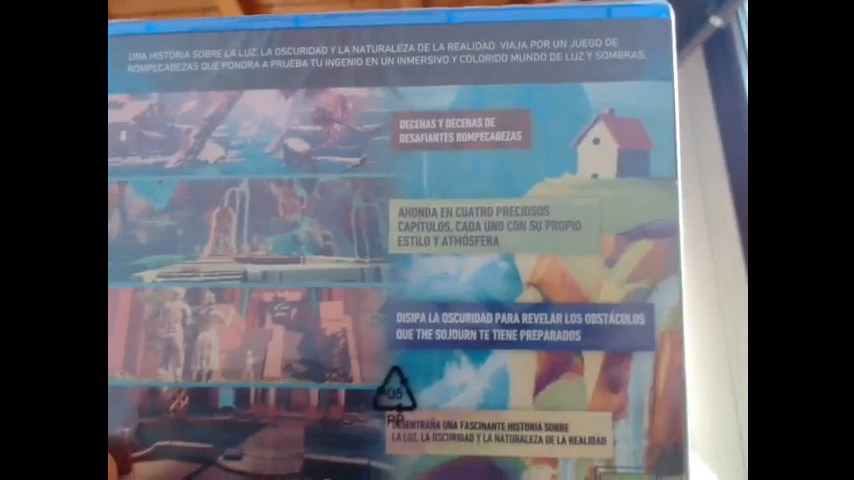 UNA HISTORIA SOBRE LA LUZ, LA OSCURIDAD Y LA NATURALEZA DE LA REALIDAD. VIAJA POR UN JUEGO DE
ROMPECABEZAS QUE PONDRÁ A PRUEBA TU INGENIO EN UN INMERSIVO Y COLORIDO MUNDO DE LUZ Y SOMBRAS.
DECENAS Y DECENAS DE
DESAFIANTES ROMPECABEZAS
AHONDA EN CUATRO PRECIOSOS
CAPÍTULOS, CADA UNO CON SU PROPIO
ESTILO Y ATMÓSFERA
DISIPA LA OSCURIDAD PARA REVELAR LOS OBSTÁCULOS
QUE THE SOJOURN TE TIENE PREPARADOS
05
PP
DESENTRAÑA UNA FASCINANTE HISTORIA SOBRE
LA LUZ, LA OSCURIDAD Y LA NATURALEZA DE LA REALIDAD